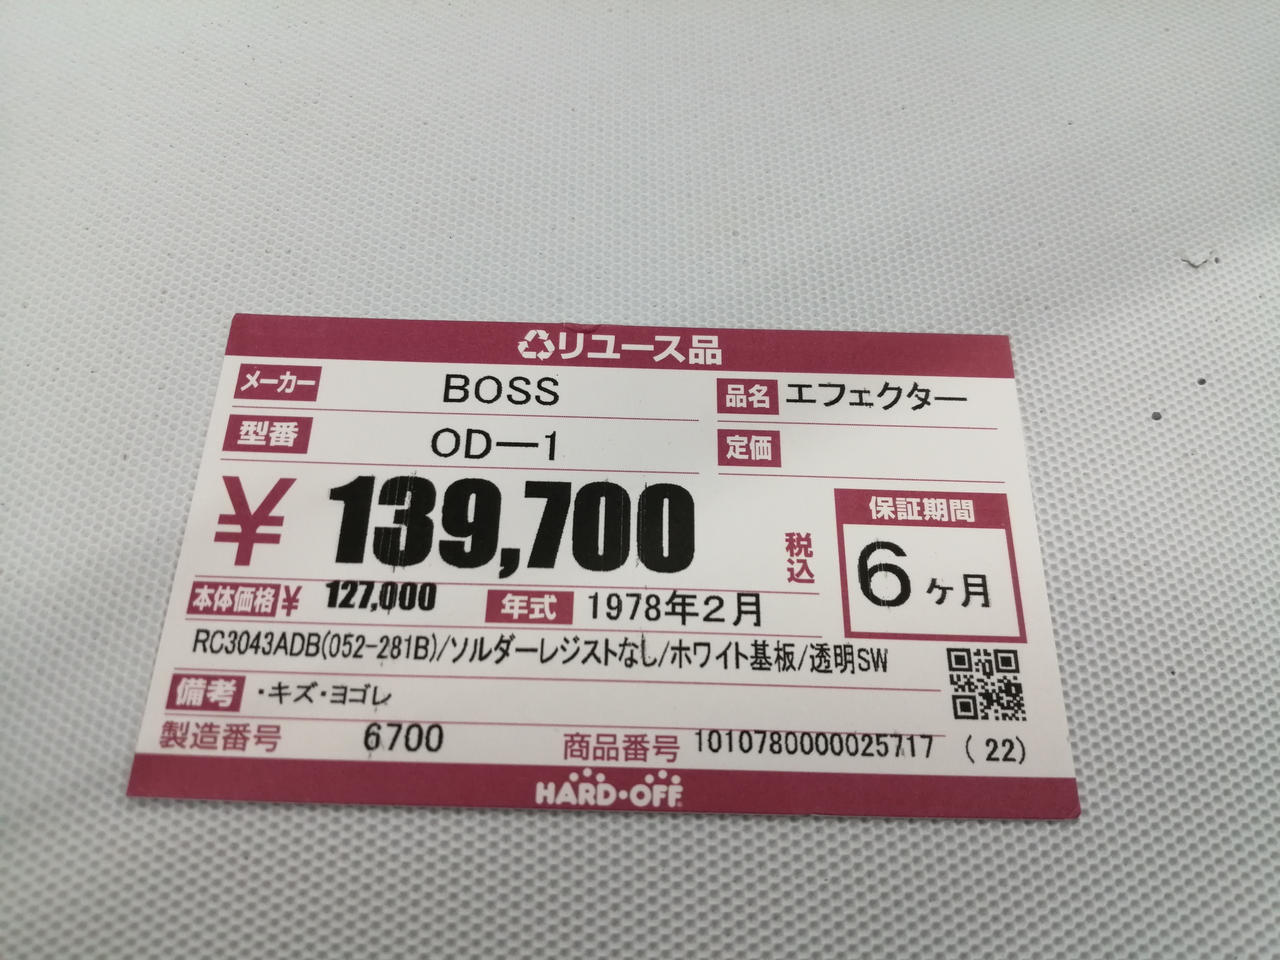 リユース品
メーカー BOSS 品名 エフェクター
型番 OD-1 定価
¥139,700 税込 保証期間 6ヶ月
本体価格¥ 127,000 年式 1978年2月
RC3043ADB(052-281B)/ソルダーレジストなし/ホワイト基板/透明SW
備考 ・キズ・ヨゴレ
製造番号 6700 商品番号 1010780000025717 (22)
HARD・OFF